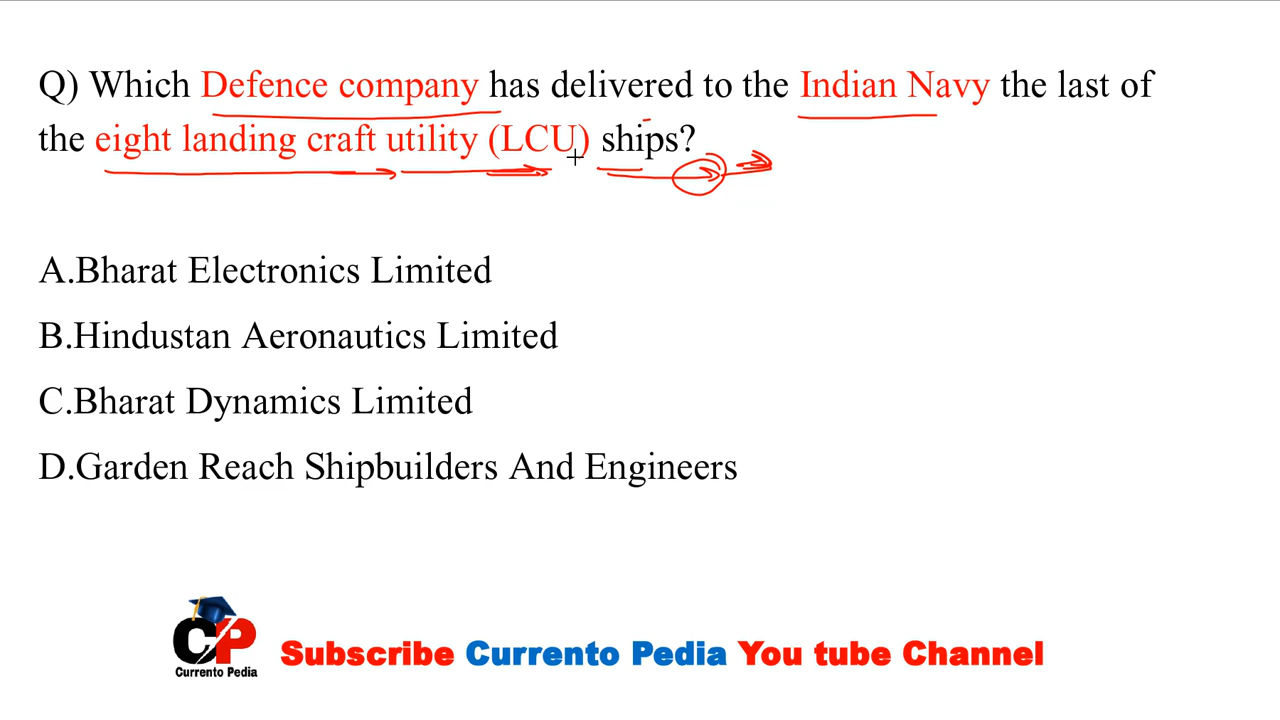 Q) Which Defence company has delivered to the Indian Navy the last of
the eight landing craft utility (LCU) ships?
A.Bharat Electronics Limited
B.Hindustan Aeronautics Limited
C.Bharat Dynamics Limited
D.Garden Reach Shipbuilders And Engineers
CP
Currento Pedia
Subscribe Currento Pedia You tube Channel